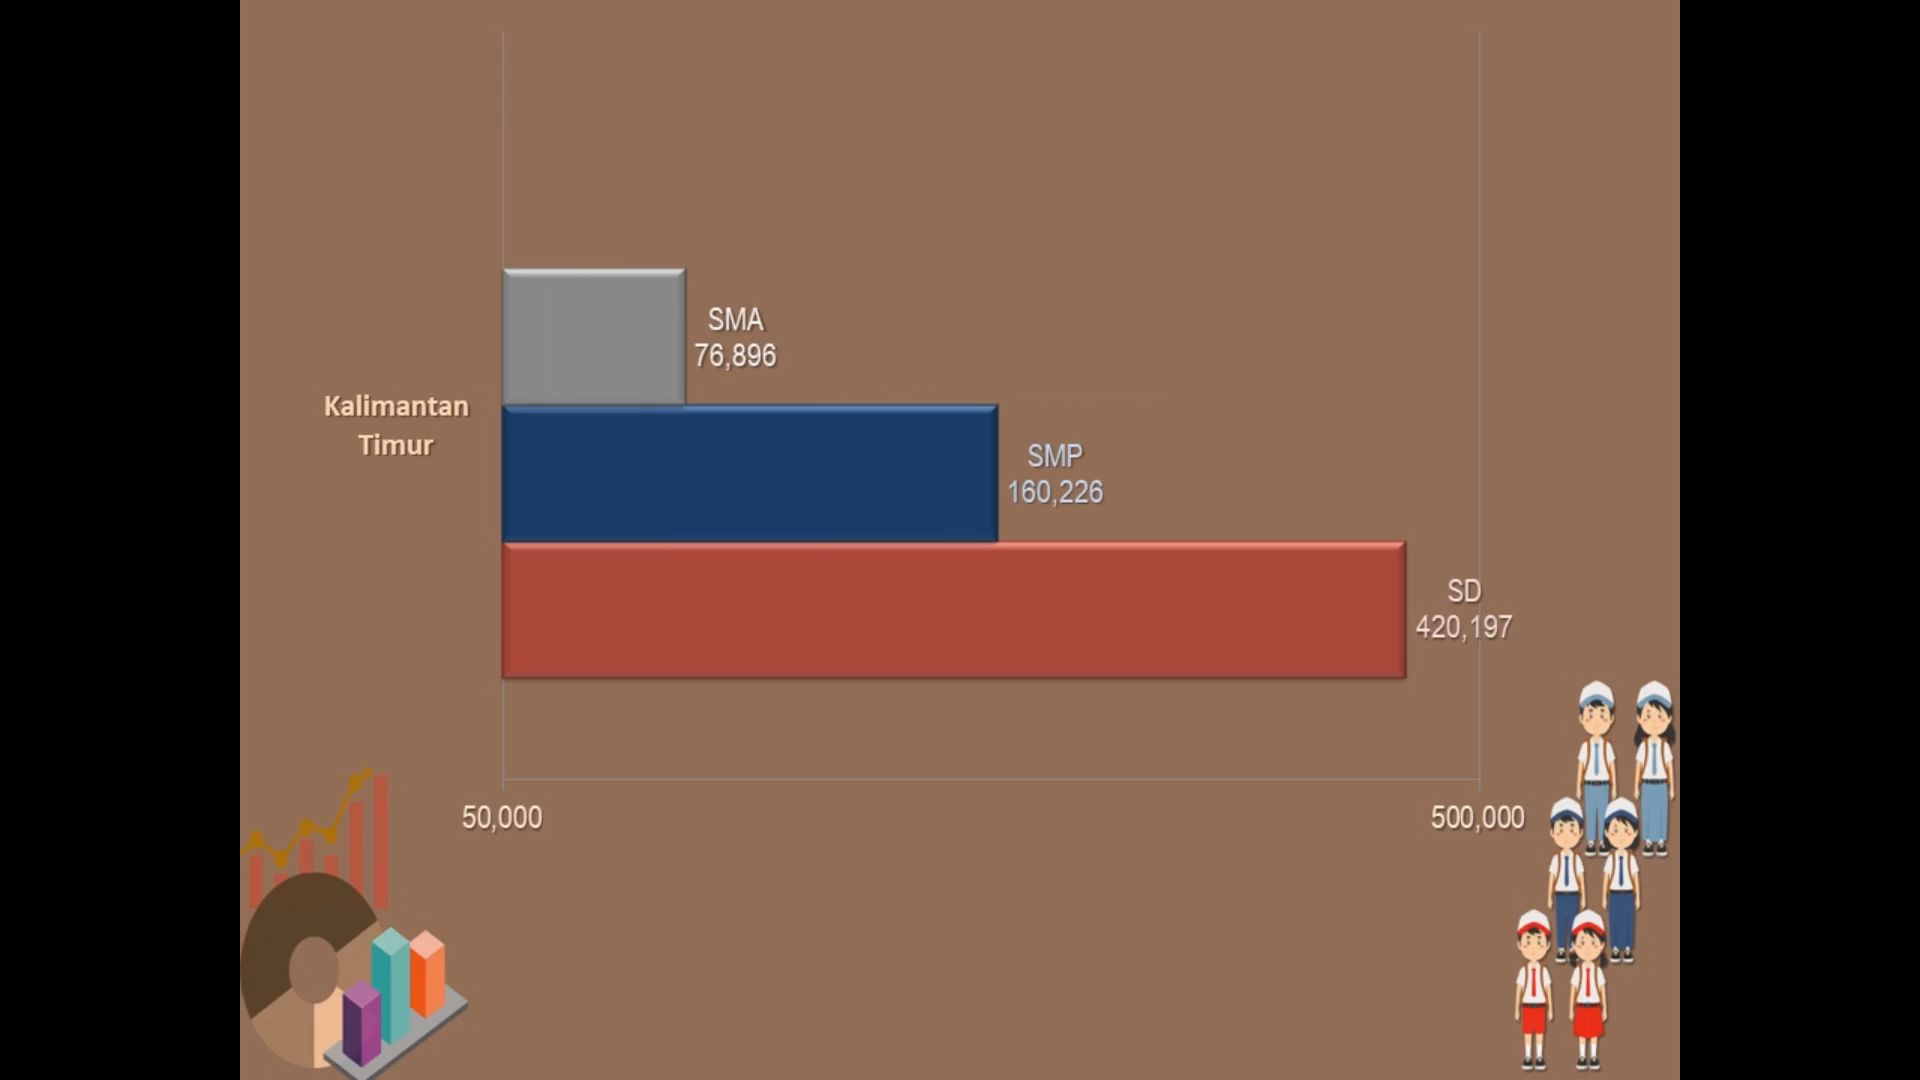 SMA
76,896
Kalimantan
Timur
SMP
160,226
SD
420,197
50,000
500,000